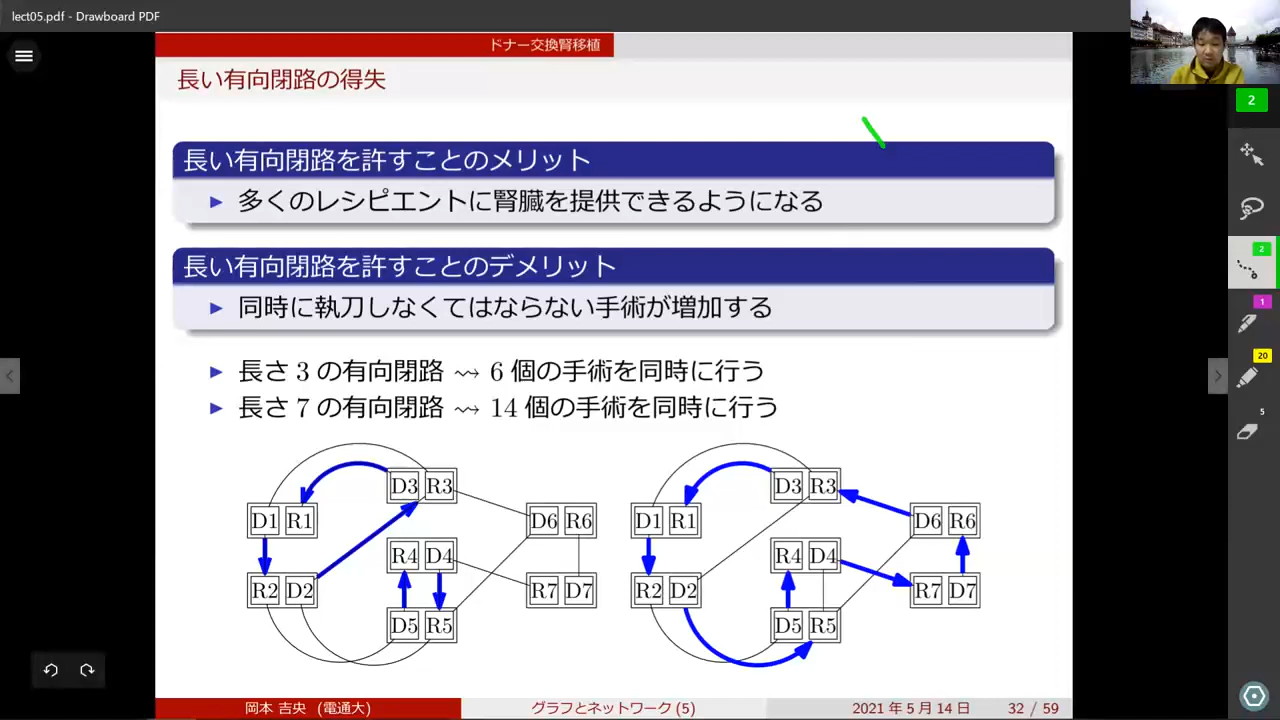 lect05.pdf - Drawboard PDF
ドナー交換腎移植
長い有向閉路の得失
2
長い有向閉路を許すことのメリット
▶ 多くのレシピエントに腎臓を提供できるようになる
長い有向閉路を許すことのデメリット
▶ 同時に執刀しなくてはならない手術が増加する
2
1
20
5
▶ 長さ 3 の有向閉路 ⇝ 6 個の手術を同時に行う
▶ 長さ 7 の有向閉路 ⇝ 14 個の手術を同時に行う
D3 R3
D1 R1
D6 R6
R4 D4
R2 D2
R7 D7
D5 R5
D3 R3
D1 R1
D6 R6
R4 D4
R2 D2
R7 D7
D5 R5
岡本 吉央 (電通大)
グラフとネットワーク (5)
2021 年 5 月 14 日
32 / 59